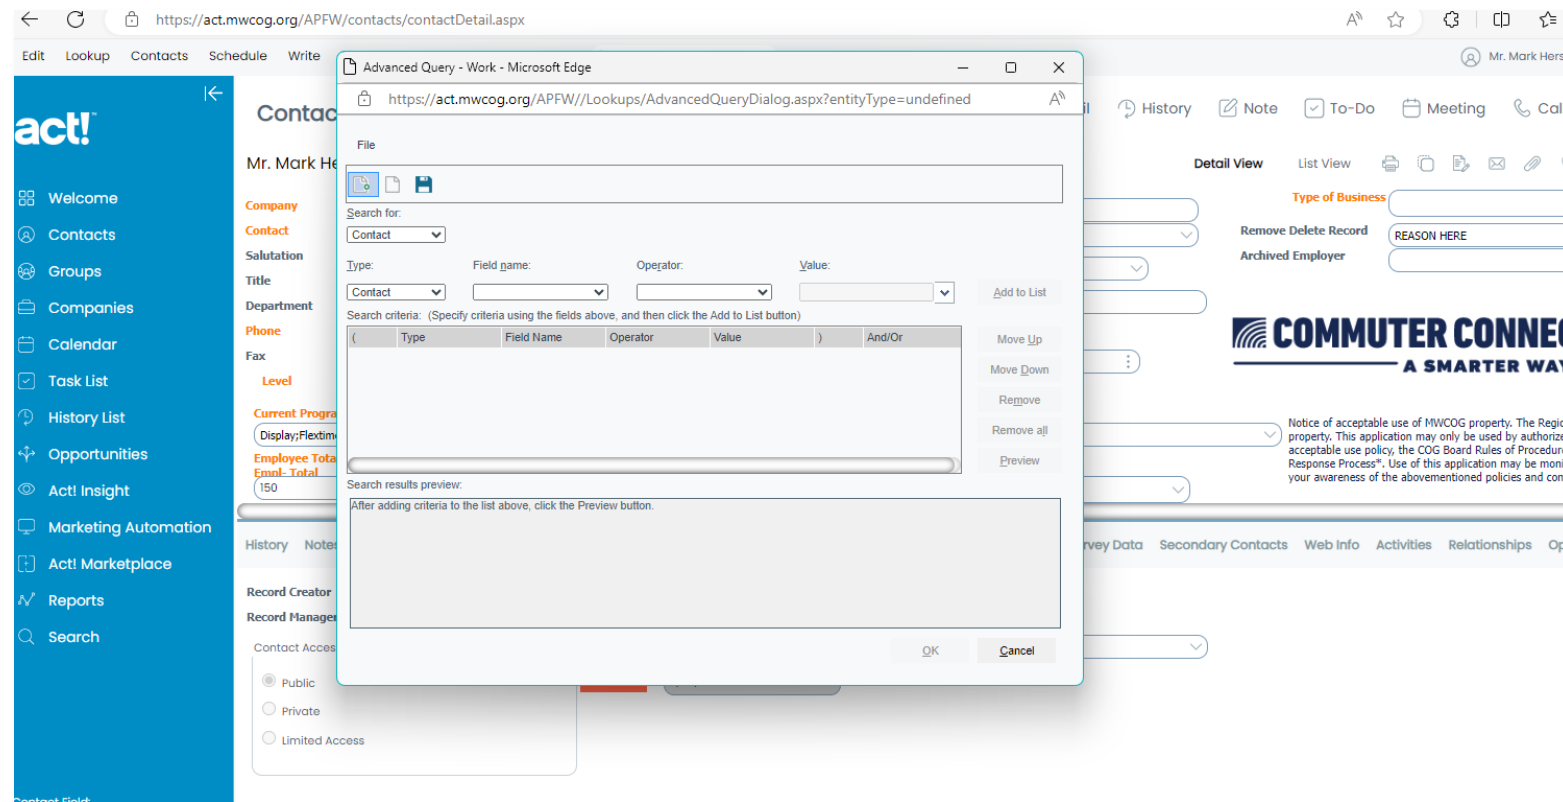 https://act.mwcog.org/APFW/contacts/contactDetail.aspx
Edit Lookup Contacts Schedule Write
Mr. Mark Hers
act!
Welcome
Contacts
Groups
Companies
Calendar
Task List
History List
Opportunities
Act! Insight
Marketing Automation
Act! Marketplace
Reports
Search
Contact Field:
Contac
History Note To-Do Meeting Cal
Mr. Mark He
Detail View List View
Company
Contact
Salutation
Title
Department
Phone
Fax
Level
Current Progra
Display;Flextim
Employee Tota
Empl- Total
150
Type of Business
Remove Delete Record REASON HERE
Archived Employer
COMMUTER CONNE
A SMARTER WAY
Notice of acceptable use of MWCOG property. The Regio
property. This application may only be used by authorize
acceptable use policy, the COG Board Rules of Procedure
Response Process*. Use of this application may be moni
your awareness of the abovementioned policies and con
History Notes
rvey Data Secondary Contacts Web Info Activities Relationships Op
Record Creator
Record Manager
Contact Acces
Public
Private
Limited Access
Advanced Query - Work - Microsoft Edge
https://act.mwcog.org/APFW//Lookups/AdvancedQueryDialog.aspx?entityType=undefined
File
Search for:
Contact
Type: Field name: Operator: Value:
Contact Add to List
Search criteria: (Specify criteria using the fields above, and then click the Add to List button)
( Type Field Name Operator Value ) And/Or
Move Up
Move Down
Remove
Remove all
Preview
Search results preview:
After adding criteria to the list above, click the Preview button.
OK Cancel